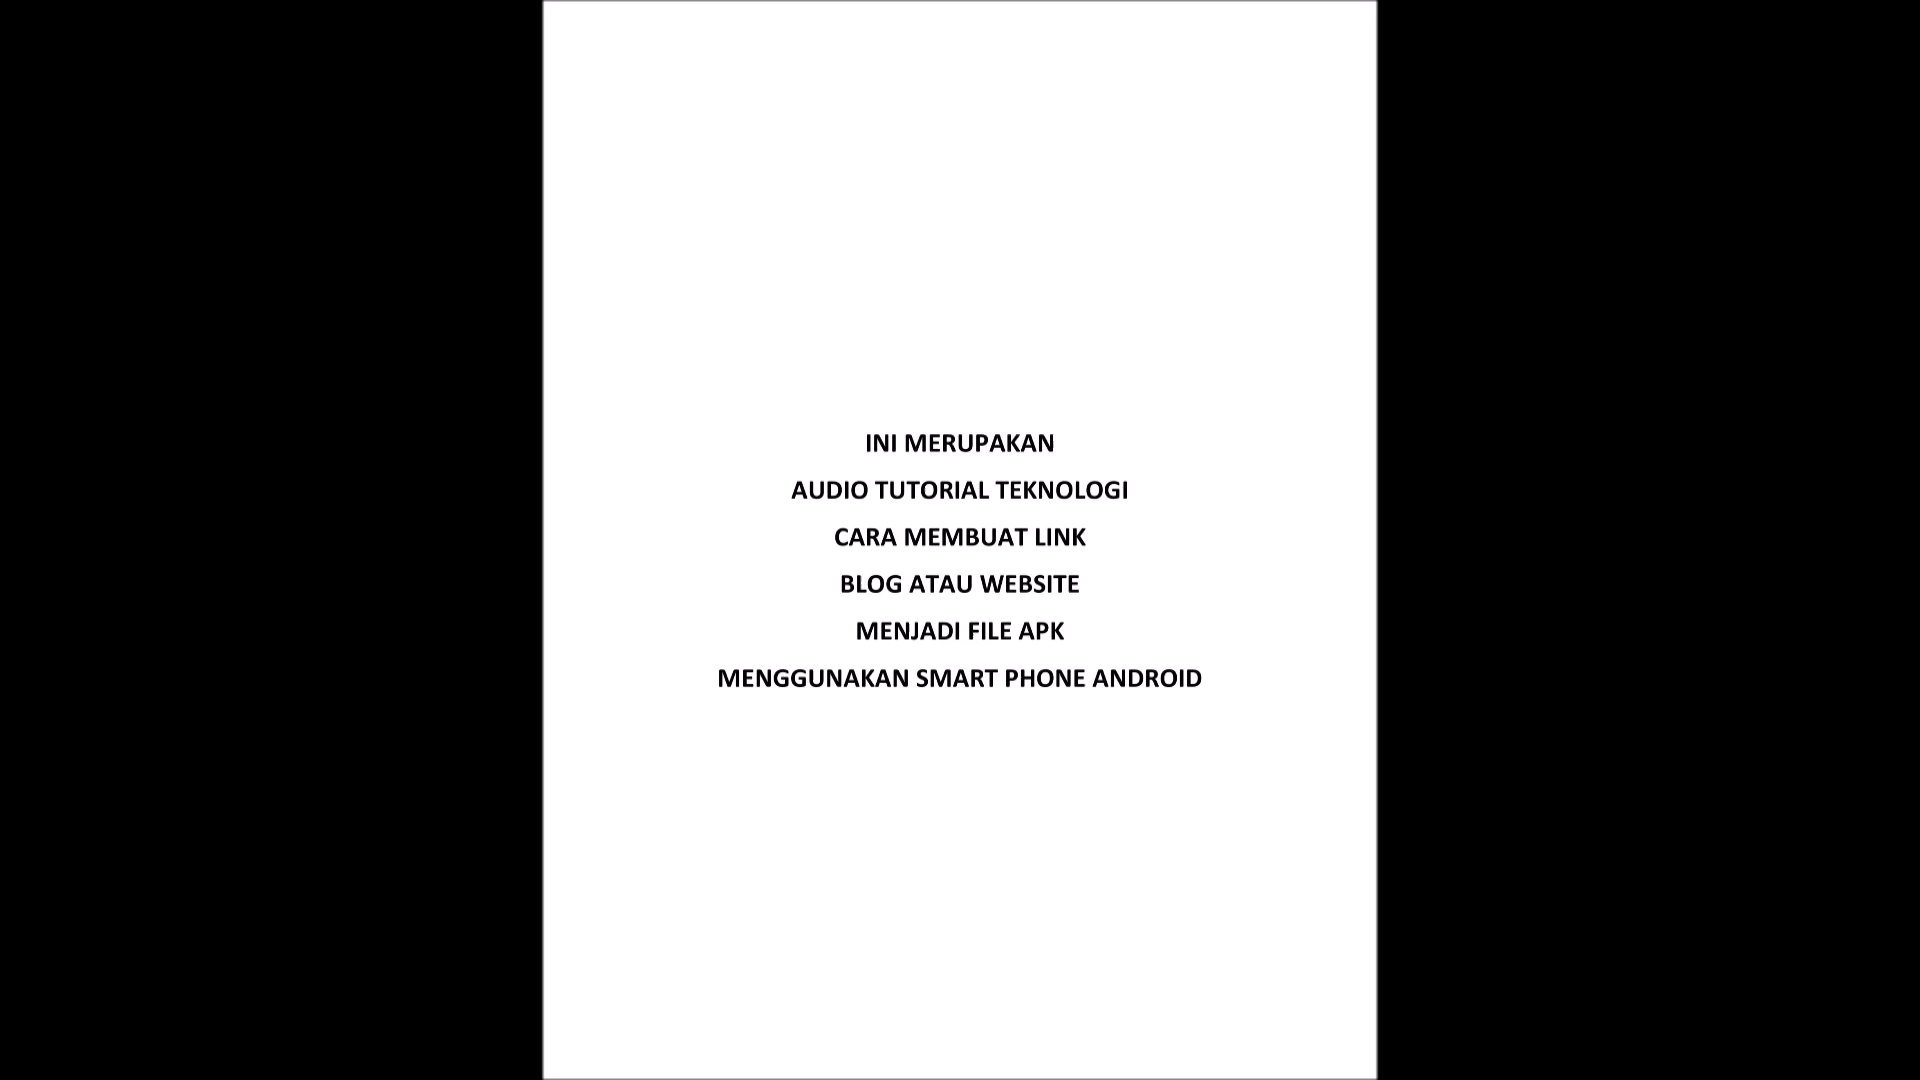 INI MERUPAKAN
AUDIO TUTORIAL TEKNOLOGI
CARA MEMBUAT LINK
BLOG ATAU WEBSITE
MENJADI FILE APK
MENGGUNAKAN SMART PHONE ANDROID